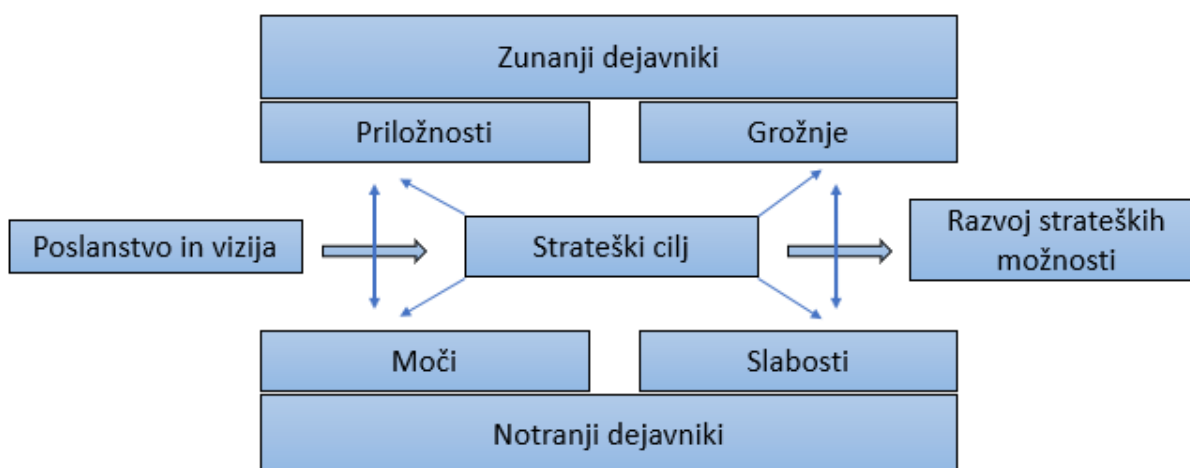 Zunanji dejavniki
Priložnosti
Grožnje
Poslanstvo in vizija
Strateški cilj
Razvoj strateških
možnosti
Moči
Slabosti
Notranji dejavniki